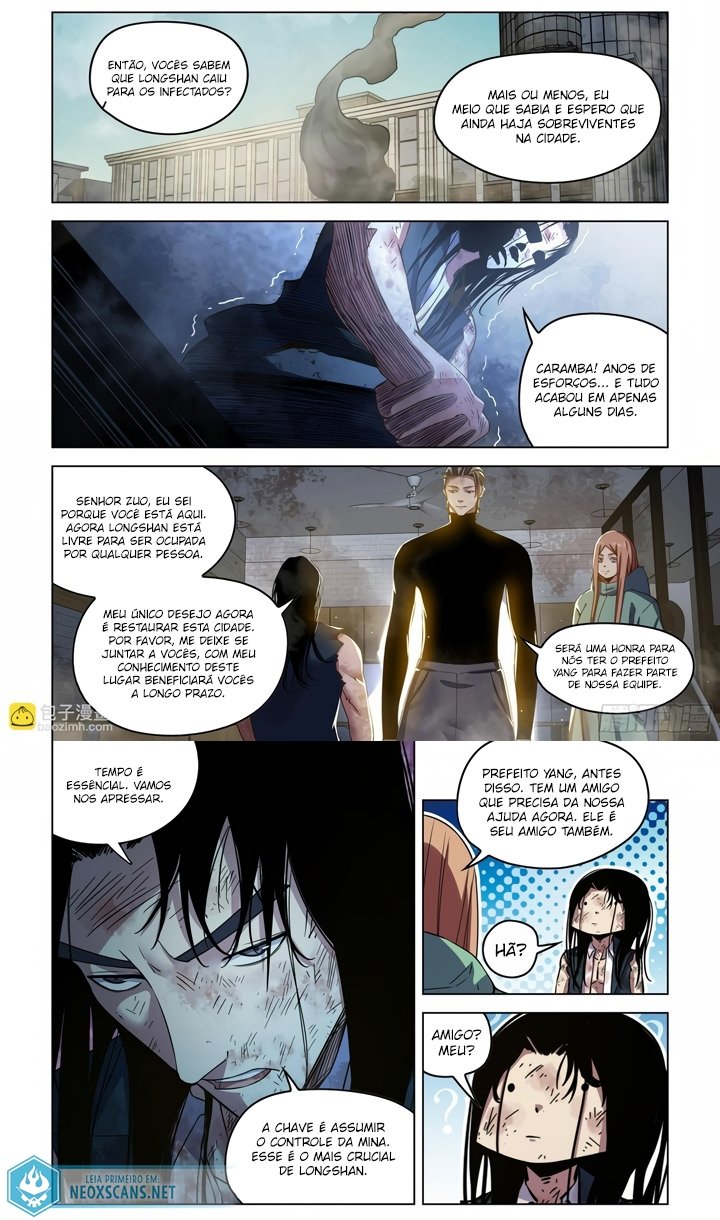 ENTÃO, VOCÊS SABEM
QUE LONGSHAN CAIU
PARA OS INFECTADOS?
MAIS OU MENOS, EU
MEIO QUE SABIA E ESPERO QUE
AINDA HAJA SOBREVIVENTES
NA CIDADE.
CARAMBA! ANOS DE
ESFORÇOS... E TUDO
ACABOU EM APENAS
ALGUNS DIAS.
SENHOR ZUO, EU SEI
PORQUE VOCÊ ESTÁ AQUI.
AGORA LONGSHAN ESTÁ
LIVRE PARA SER OCUPADA
POR QUALQUER PESSOA.
MEU ÚNICO DESEJO AGORA
É RESTAURAR ESTA CIDADE.
POR FAVOR, ME DEIXE SE
JUNTAR A VOCÊS, COM MEU
CONHECIMENTO DESTE
LUGAR BENEFICIARÁ VOCÊS
A LONGO PRAZO.
SERÁ UMA HONRA PARA
NÓS TER O PREFEITO
YANG PARA FAZER PARTE
DE NOSSA EQUIPE.
包子漫畫
baozimh.com
TEMPO É
ESSÊNCIAL. VAMOS
NOS APRESSAR.
PREFEITO YANG, ANTES
DISSO. TEM UM AMIGO
QUE PRECISA DA NOSSA
AJUDA AGORA. ELE É
SEU AMIGO TAMBÉM.
HÃ?
AMIGO?
MEU?
?
A CHAVE É ASSUMIR
O CONTROLE DA MINA.
ESSE É O MAIS CRUCIAL
DE LONGSHAN.
LEIA PRIMEIRO EM:
NEOXSCANS.NET